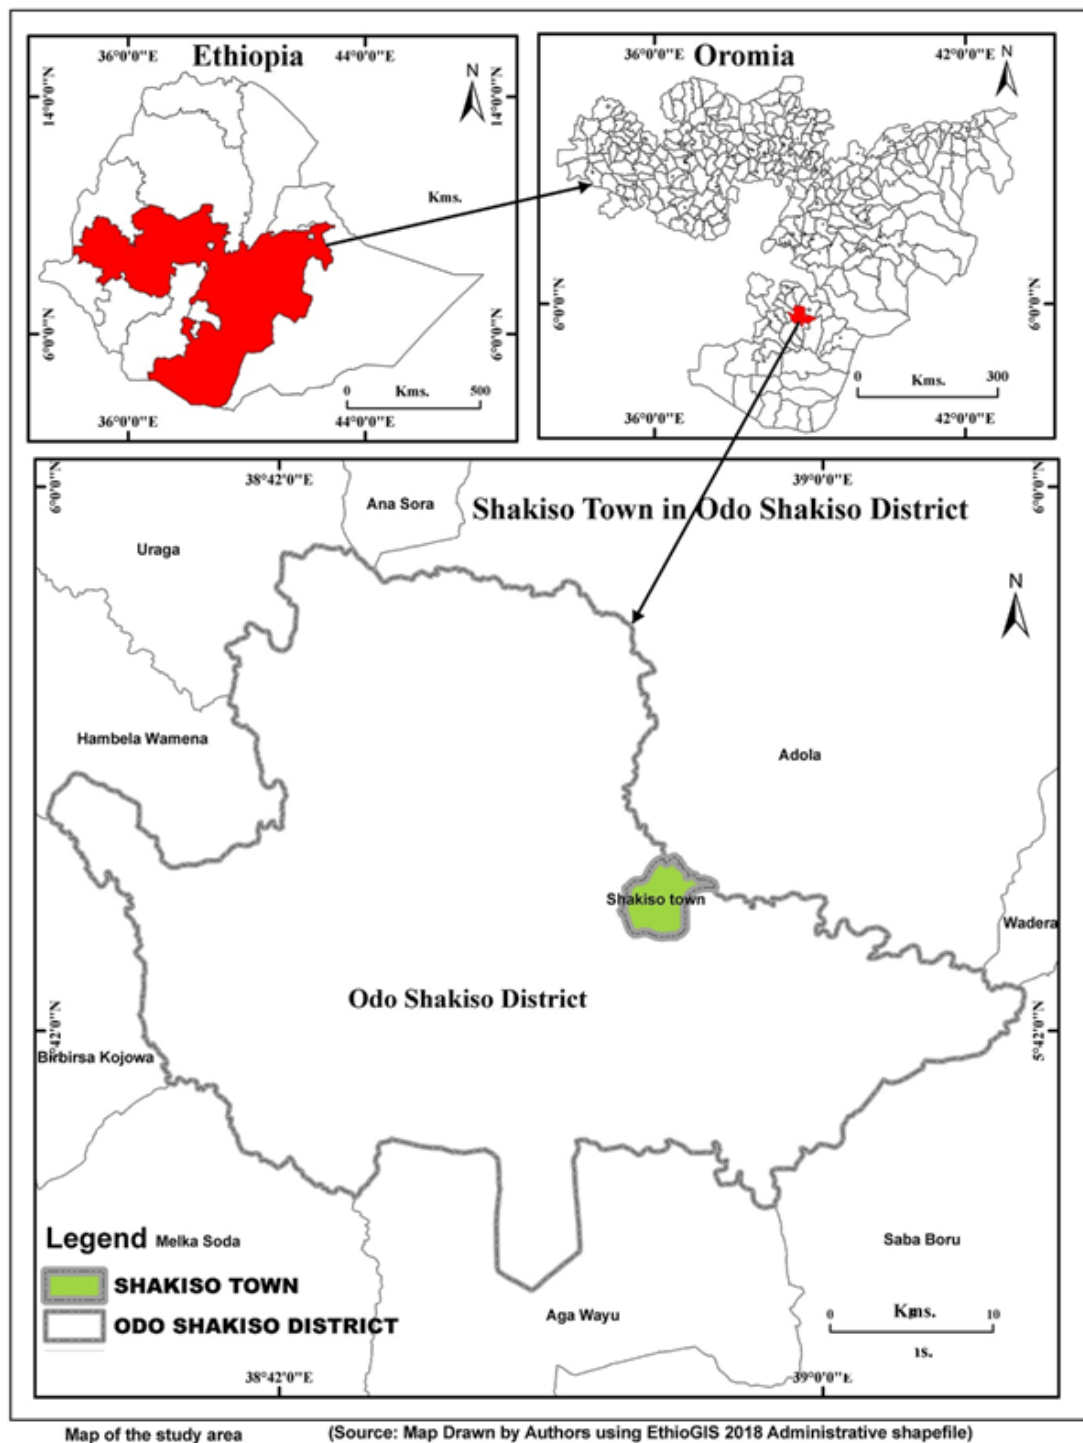 Ethiopia
36°0'0"E
44°0'0"E
14°0'0"N
14°0'0"N
N
Kms.
6°0'0"N
6°0'0"N
0 Kms. 500
36°0'0"E
44°0'0"E
Oromia
36°0'0"E
42°0'0"E
N
6°0'0"N
6°0'0"N
0 Kms. 300
36°0'0"E
42°0'0"E
38°42'0"E
39°0'0"E
6°0'0"N
6°0'0"N
Ana Sora
Shakiso Town in Odo Shakiso District
Uraga
N
Hambela Wamena
Adola
Shakiso town
Wadera
Odo Shakiso District
5°42'0"N
Birbirsa Kojowa
°42'0"N
Legend
Melka Soda
Saba Boru
SHAKISO TOWN
ODO SHAKISO DISTRICT
Aga Wayu
0 Kms. 10
38°42'0"E
39°0'0"E
Map of the study area
(Source: Map Drawn by Authors using EthioGIS 2018 Administrative shapefile)